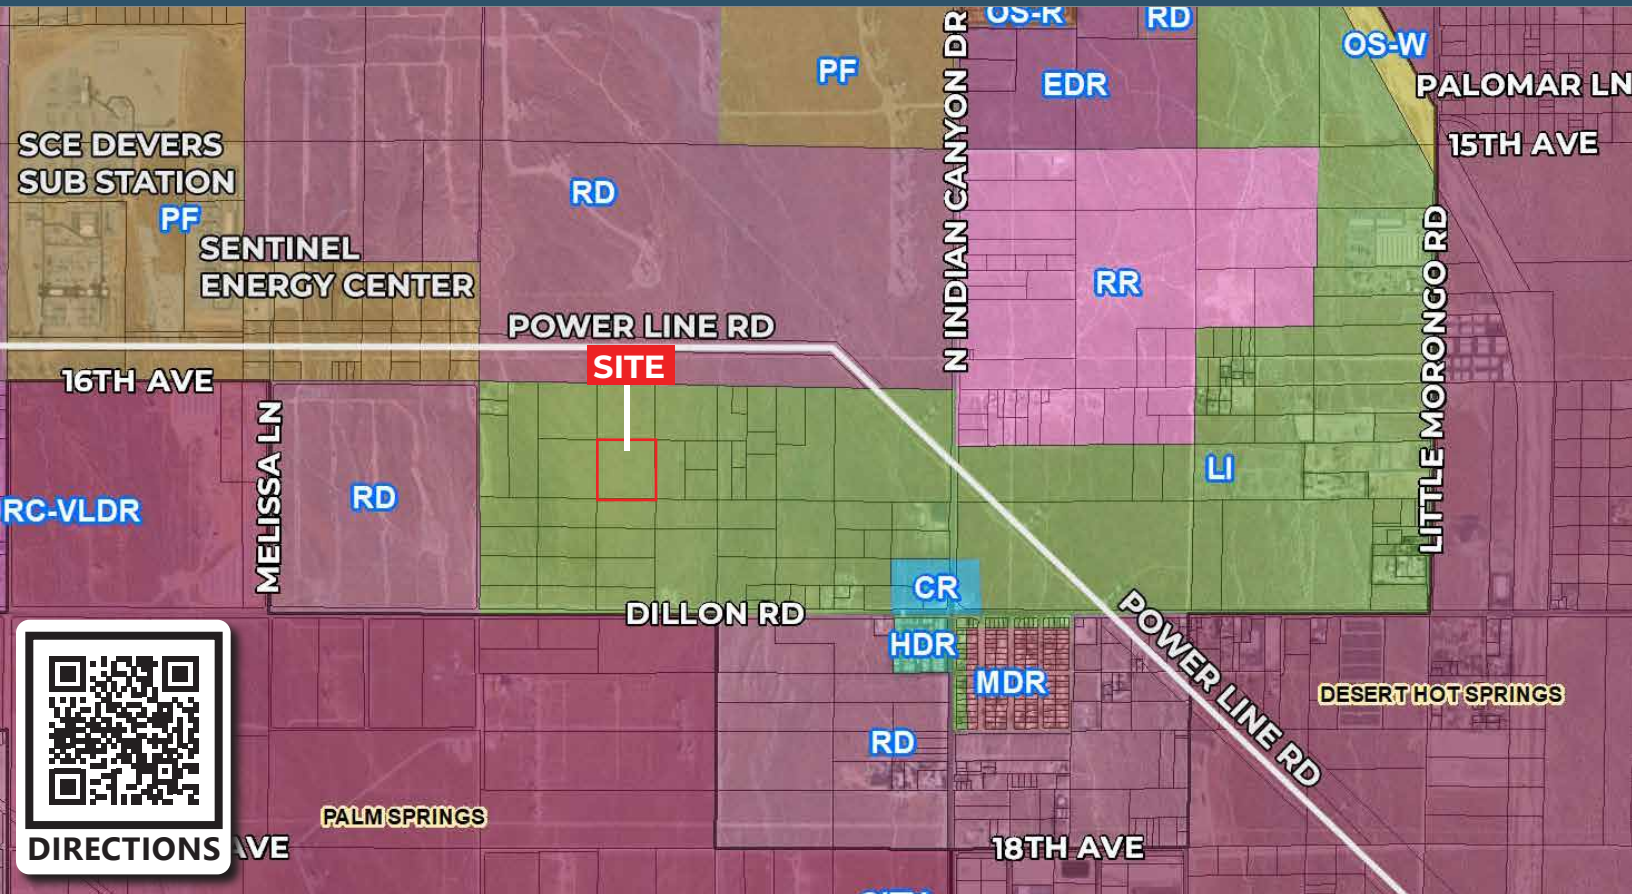 OS-R
RD
OS-W
PF
EDR
PALOMAR LN
N INDIAN CANYON DR
15TH AVE
SCE DEVERS
SUB STATION
PF
RD
SENTINEL
ENERGY CENTER
RR
LITTLE MORONGO RD
POWER LINE RD
SITE
16TH AVE
MELISSA LN
RC-VLDR
RD
LI
CR
DILLON RD
HDR
MDR
POWER LINE RD
DESERT HOT SPRINGS
RD
PALM SPRINGS
DIRECTIONS
AVE
18TH AVE